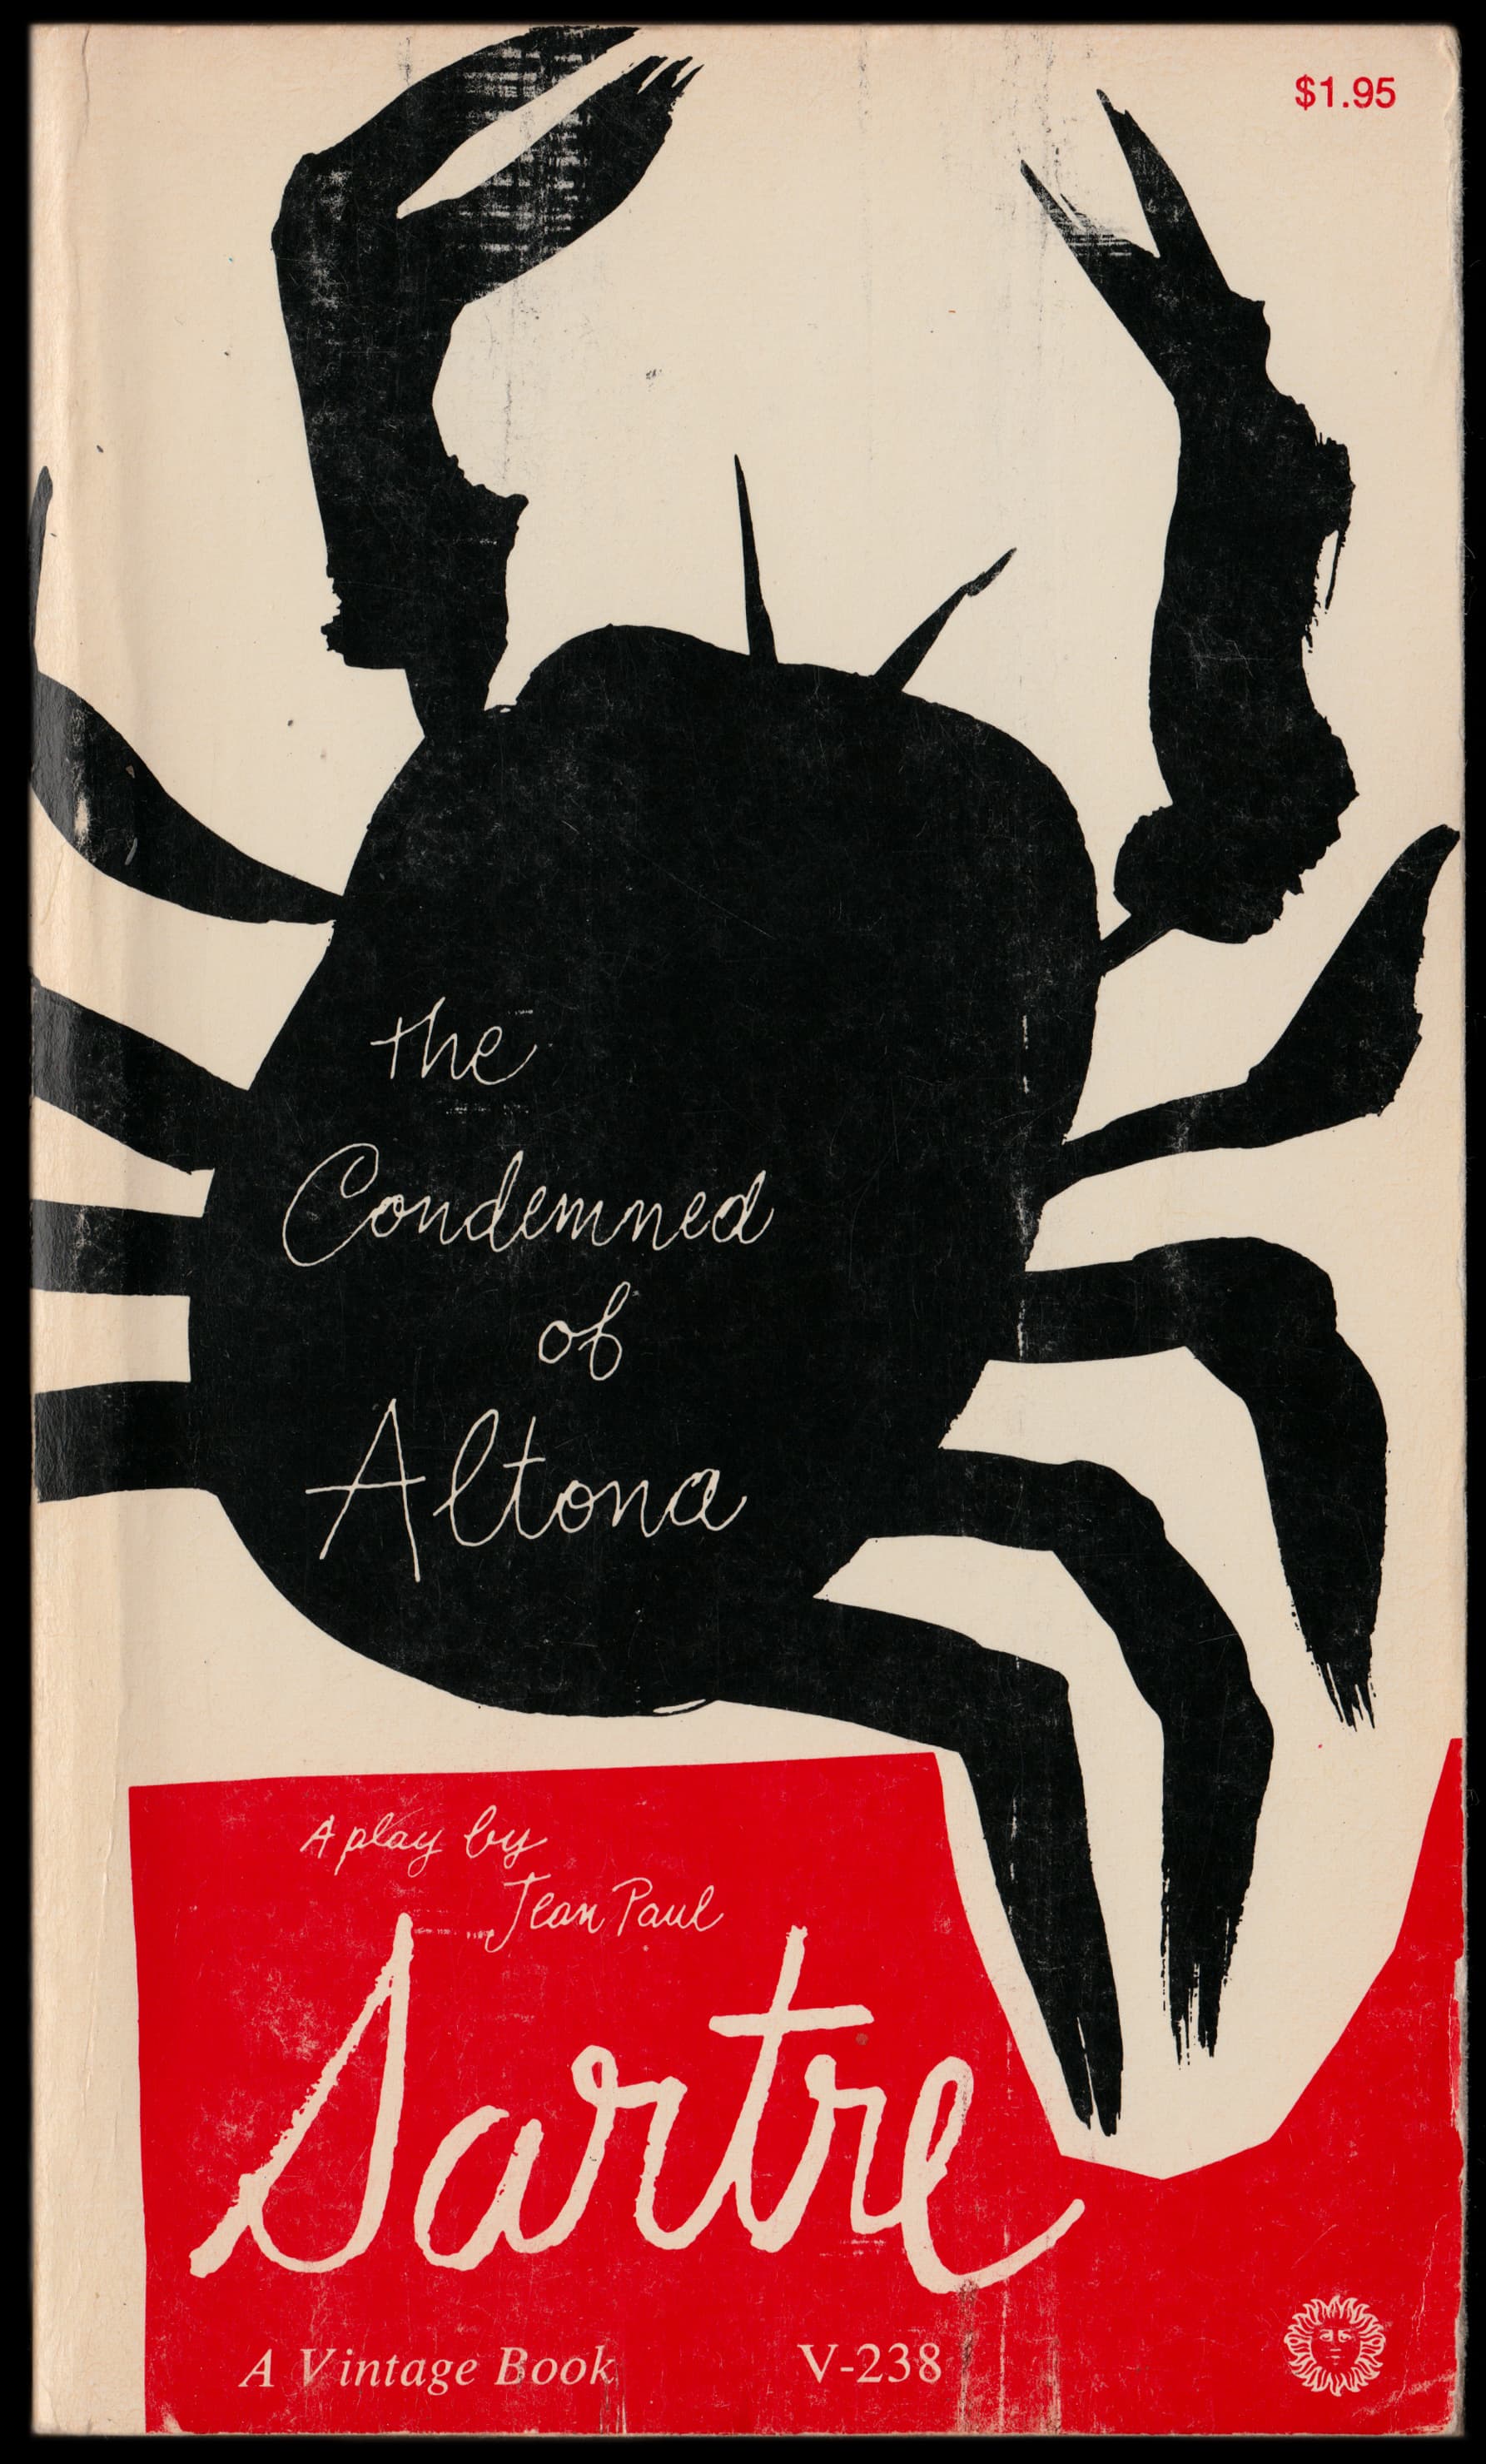 $1.95
the
Condemned
of
Altona
A play by
Jean Paul
Sartre
A Vintage Book V-238